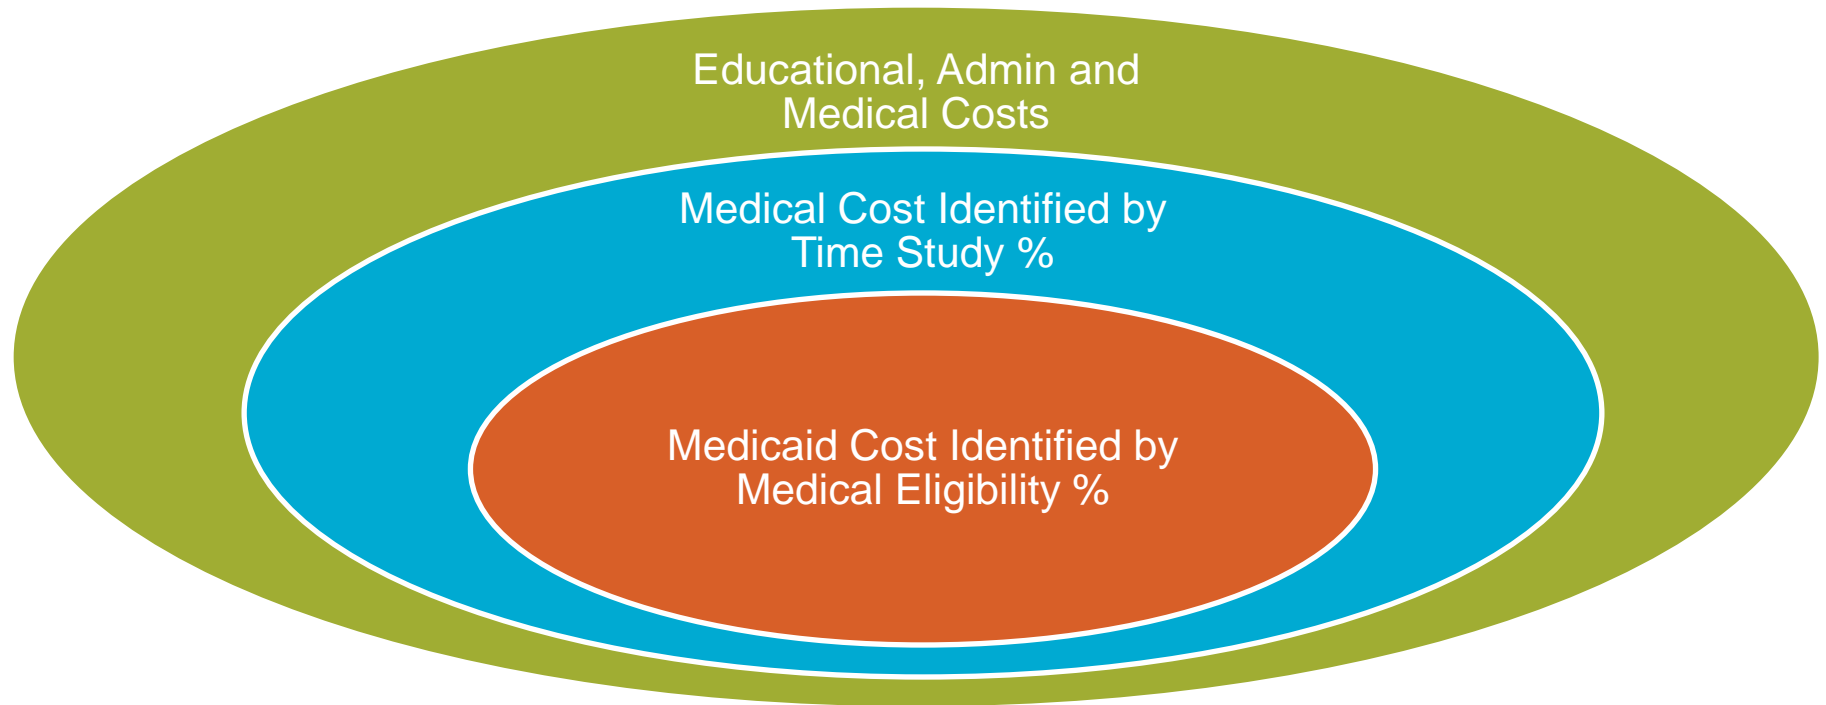 Educational, Admin and
Medical Costs
Medical Cost Identified by
Time Study %
Medicaid Cost Identified by
Medical Eligibility %